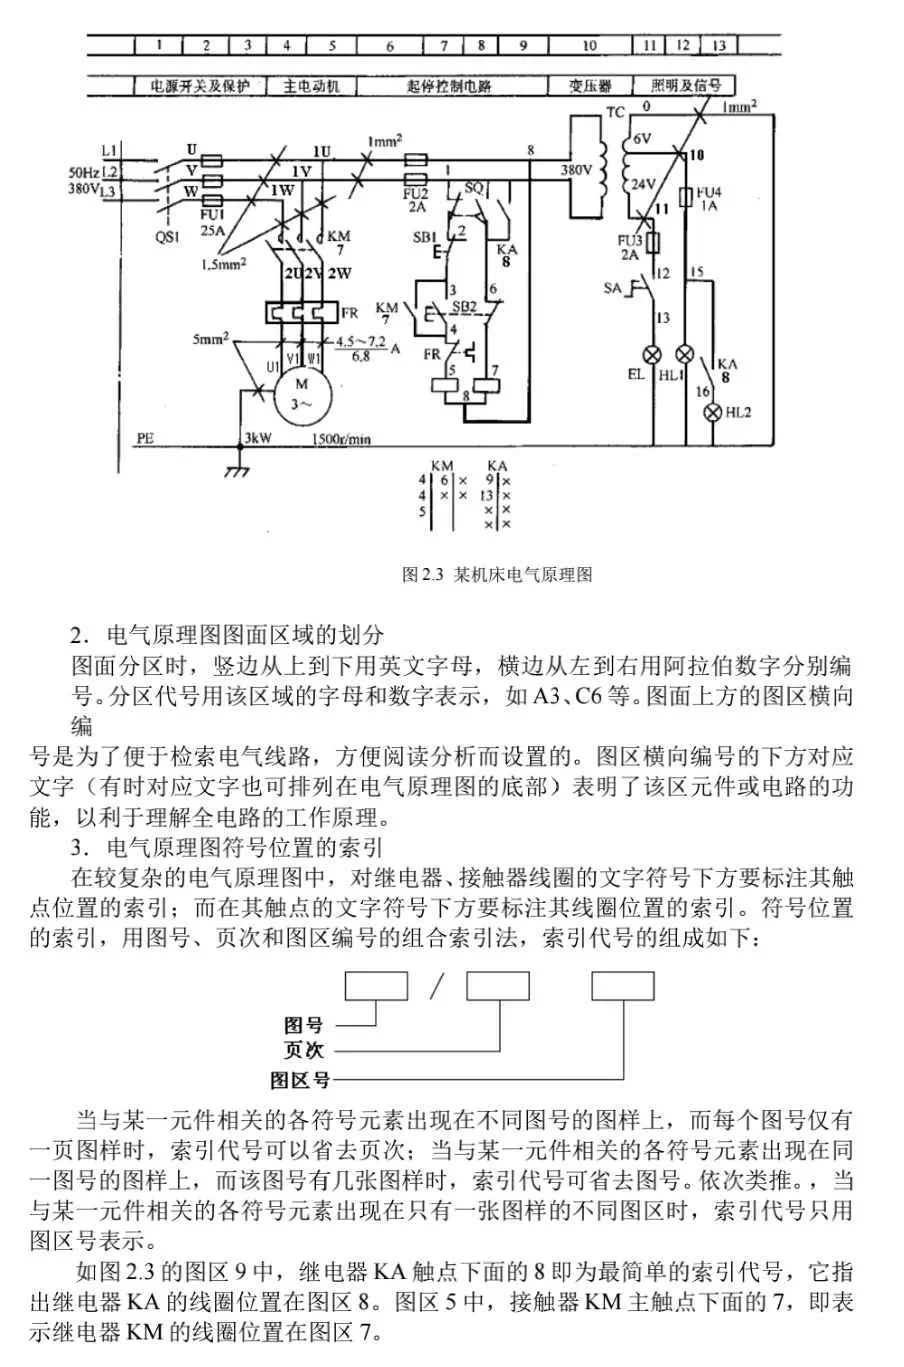 1 2 3 4 5 6 7 8 9 10 11 12 13
电源开关及保护 主电动机 起停控制电路 变压器 照明及信号
TC 0 1mm²
L1 U 1U 1mm² 8 6V 10
50Hz L2 V 1V 1 SQ 380V
380V L3 W 1W FU2 24V FU4
2A 1A
FU1 11
25A
QS1 KM SB1 2 KA FU3
7 8 2A
1.5mm²
2U 2V 2W 12 15
SA
3 6
FR KM SB2 13
7
4
5mm² 4.5～7.2 FR
6.8 A
U1 V1 W1 5 7 EL HL1 KA
8
M 8 16
3～ HL2
PE 3kW 1500r/min
KM KA
4 6 × 9 ×
4 × × 13 ×
5 × ×
× ×
图 2.3 某机床电气原理图
2．电气原理图图面区域的划分
图面分区时，竖边从上到下用英文字母，横边从左到右用阿拉伯数字分别编
号。分区代号用该区域的字母和数字表示，如 A3、C6 等。图面上方的图区横向
编
号是为了便于检索电气线路，方便阅读分析而设置的。图区横向编号的下方对应
文字（有时对应文字也可排列在电气原理图的底部）表明了该区元件或电路的功
能，以利于理解全电路的工作原理。
3．电气原理图符号位置的索引
在较复杂的电气原理图中，对继电器、接触器线圈的文字符号下方要标注其触
点位置的索引；而在其触点的文字符号下方要标注其线圈位置的索引。符号位置
的索引，用图号、页次和图区编号的组合索引法，索引代号的组成如下：
/
图号
页次
图区号
当与某一元件相关的各符号元素出现在不同图号的图样上，而每个图号仅有
一页图样时，索引代号可以省去页次；当与某一元件相关的各符号元素出现在同
一图号的图样上，而该图号有几张图样时，索引代号可省去图号。依次类推。，当
与某一元件相关的各符号元素出现在只有一张图样的不同图区时，索引代号只用
图区号表示。
如图 2.3 的图区 9 中，继电器 KA 触点下面的 8 即为最简单的索引代号，它指
出继电器 KA 的线圈位置在图区 8。图区 5 中，接触器 KM 主触点下面的 7，即表
示继电器 KM 的线圈位置在图区 7。